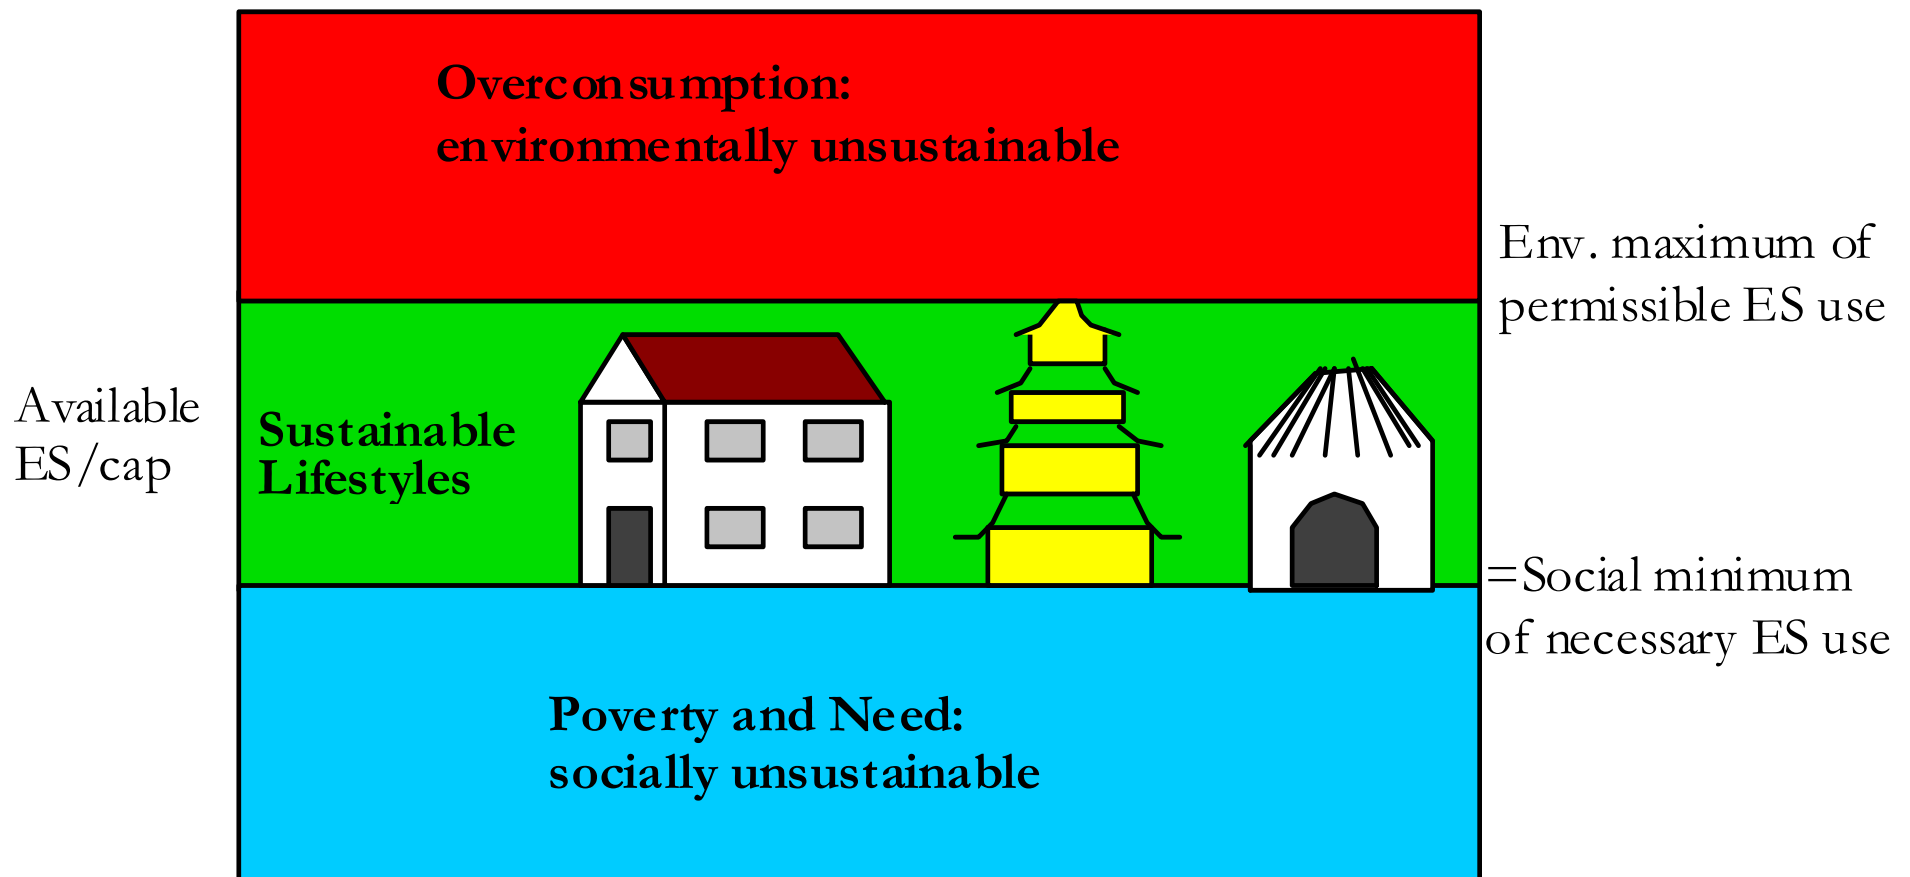 Overconsumption:
environmentally unsustainable
Env. maximum of
permissible ES use
Available
ES/cap
Sustainable
Lifestyles
=Social minimum
of necessary ES use
Poverty and Need:
socially unsustainable